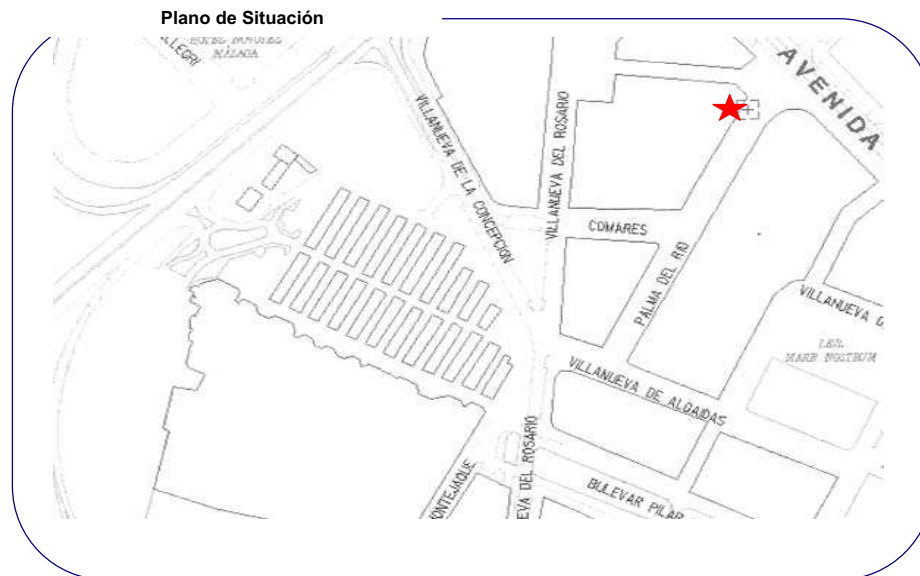 Plano de Situación
MÁLAGA
AVENIDA
VILLANUEVA DE LA CONCEPCION
VILLANUEVA DEL ROSARIO
COMARES
PALMA DEL RIO
VILLANUEVA
MARE NOSTRUM
VILLANUEVA DE ALGAIDAS
EVA DEL ROSARIO
ONTEJAQUE
BULEVAR PILAR